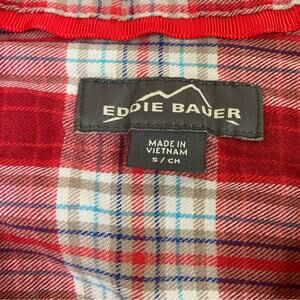 EDDIE BAUER
MADE IN
VIETNAM
S / CH